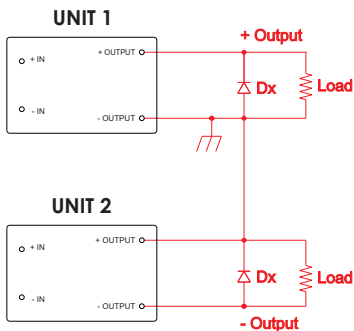 UNIT 1
+ Output
+ OUTPUT
+ IN
Dx
Load
- IN
- OUTPUT
UNIT 2
+ OUTPUT
+ IN
Dx
Load
- IN
- OUTPUT
- Output